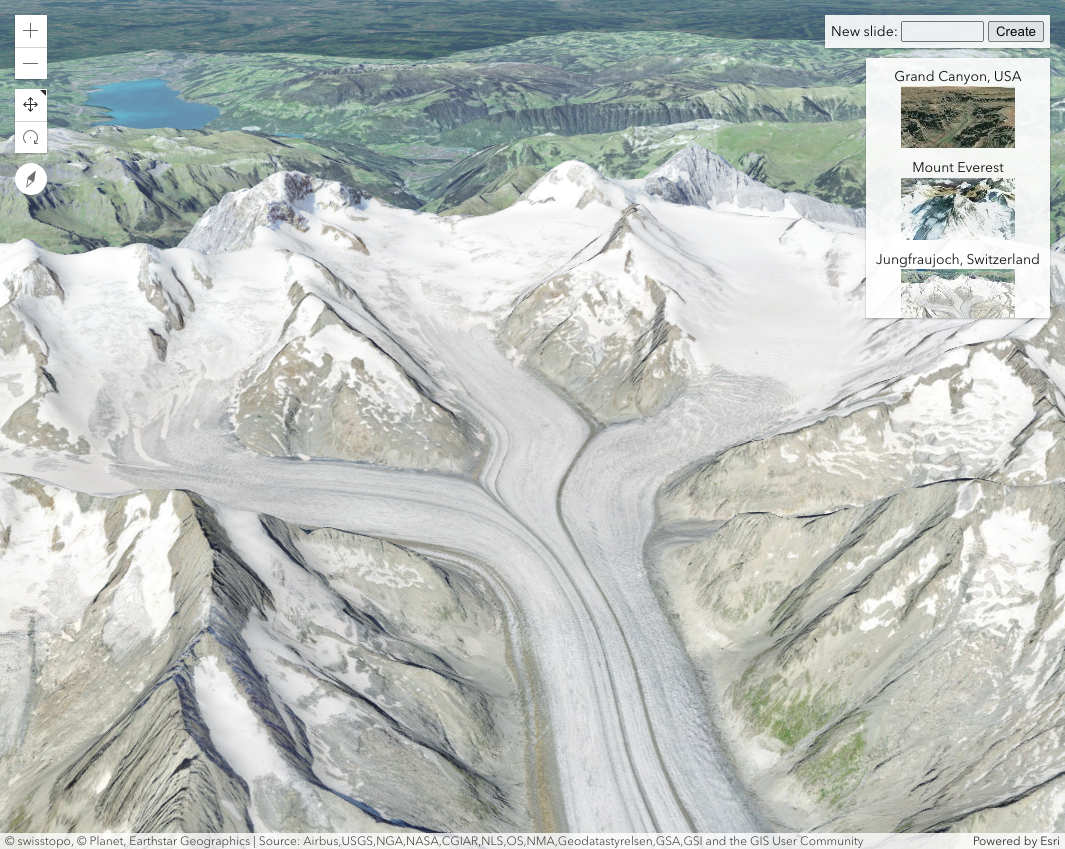 New slide: Create
Grand Canyon, USA
Mount Everest
Jungfraujoch, Switzerland
© swisstopo, © Planet, Earthstar Geographics | Source: Airbus,USGS,NGA,NASA,CGIAR,NLS,OS,NMA,Geodatastyrelsen,GSA,GSI and the GIS User Community Powered by Esri